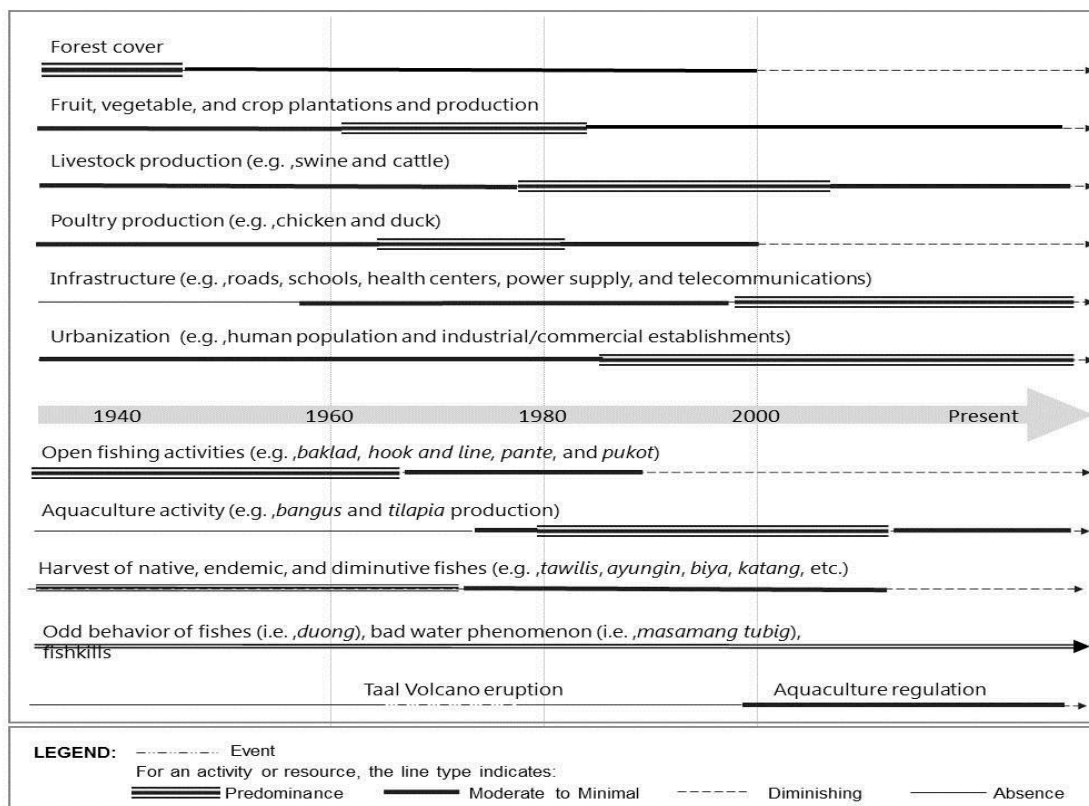 Forest cover
Fruit, vegetable, and crop plantations and production
Livestock production (e.g. ,swine and cattle)
Poultry production (e.g. ,chicken and duck)
Infrastructure (e.g. ,roads, schools, health centers, power supply, and telecommunications)
Urbanization (e.g. ,human population and industrial/commercial establishments)
1940 1960 1980 2000 Present
Open fishing activities (e.g. ,baklad, hook and line, pante, and pukot)
Aquaculture activity (e.g. ,bangus and tilapia production)
Harvest of native, endemic, and diminutive fishes (e.g. ,tawilis, ayungin, biya, katang, etc.)
Odd behavior of fishes (i.e. ,duong), bad water phenomenon (i.e. ,masamang tubig),
fishkills
Taal Volcano eruption Aquaculture regulation
LEGEND: Event
For an activity or resource, the line type indicates:
Predominance Moderate to Minimal Diminishing Absence